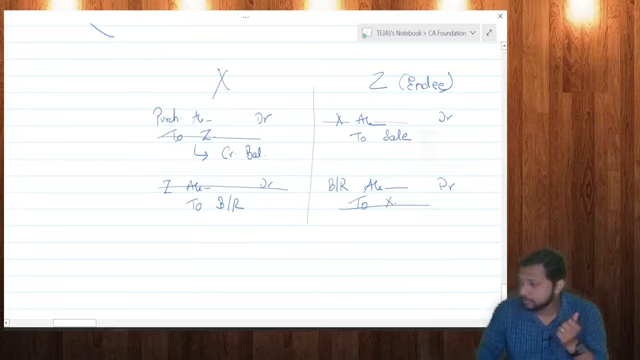 TEJAS's Notebook > CA Foundation
X
Purch A/c Dr
To Z
↳ Cr. Bal.
Z A/c Dr
To B/R
Z (Endee)
X A/c Dr
To Sale
B/R A/c Dr
To X